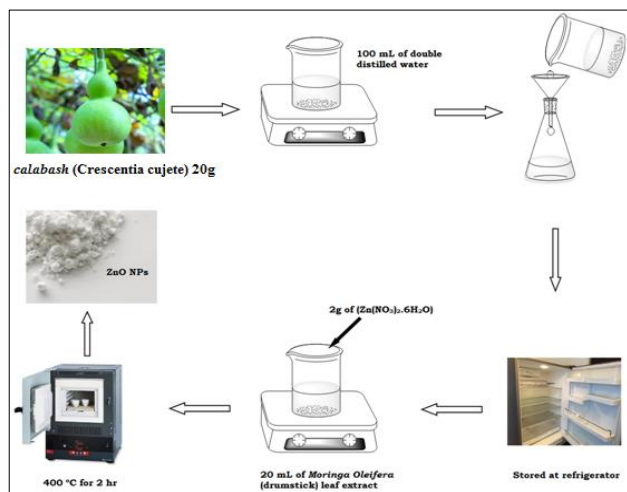 100 mL of double
distilled water
calabash (Crescentia cujete) 20g
ZnO NPs
2g of (Zn(NO₃)₂.6H₂O)
400 °C for 2 hr
20 mL of Moringa Oleifera
(drumstick) leaf extract
Stored at refrigerator